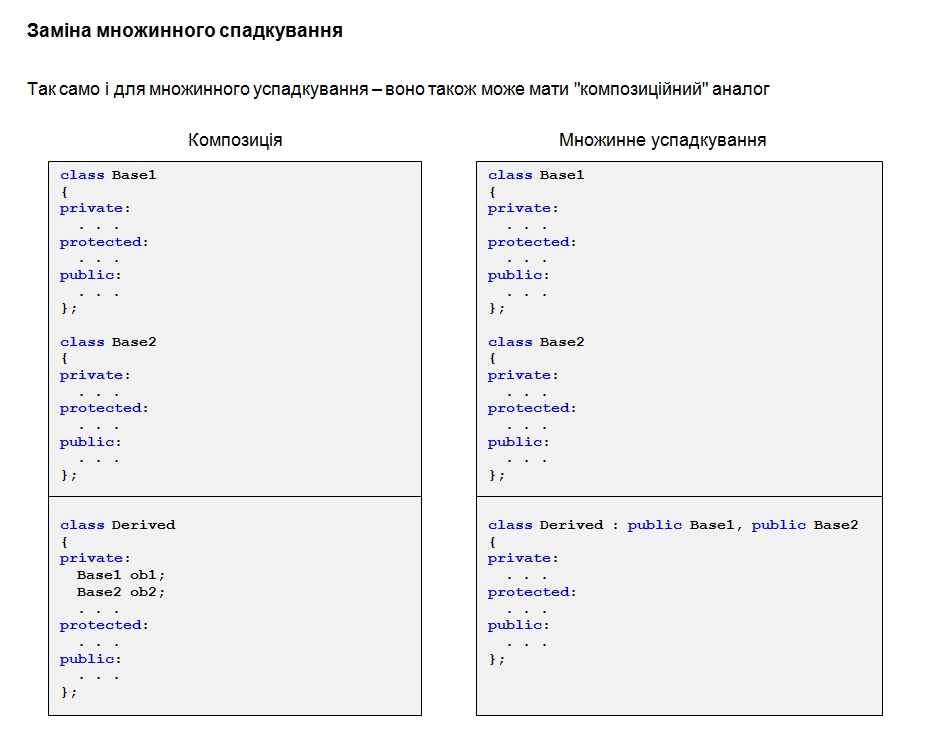 Заміна множинного спадкування
Так само і для множинного успадкування – воно також може мати "композиційний" аналог
Композиція
class Base1
{
private:
. . .
protected:
. . .
public:
. . .
};
class Base2
{
private:
. . .
protected:
. . .
public:
. . .
};
class Derived
{
private:
Base1 ob1;
Base2 ob2;
. . .
protected:
. . .
public:
. . .
};
Множинне успадкування
class Base1
{
private:
. . .
protected:
. . .
public:
. . .
};
class Base2
{
private:
. . .
protected:
. . .
public:
. . .
};
class Derived : public Base1, public Base2
{
private:
. . .
protected:
. . .
public:
. . .
};